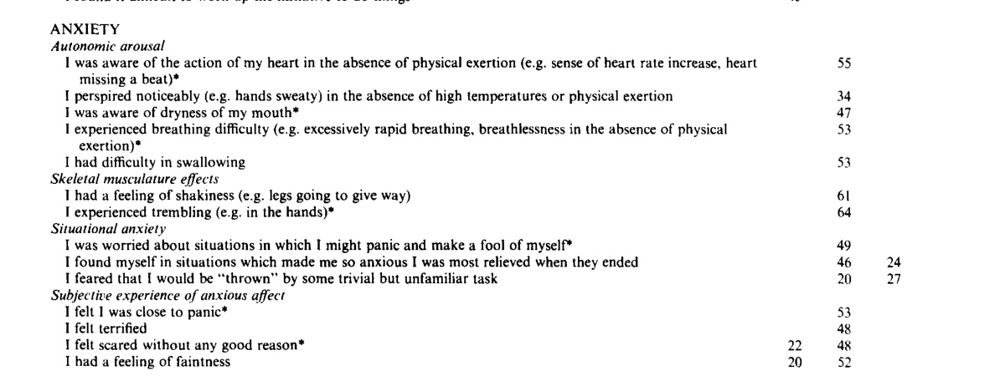 ANXIETY
Autonomic arousal
I was aware of the action of my heart in the absence of physical exertion (e.g. sense of heart rate increase, heart 55
missing a beat)*
I perspired noticeably (e.g. hands sweaty) in the absence of high temperatures or physical exertion 34
I was aware of dryness of my mouth* 47
I experienced breathing difficulty (e.g. excessively rapid breathing, breathlessness in the absence of physical 53
exertion)*
I had difficulty in swallowing 53
Skeletal musculature effects
I had a feeling of shakiness (e.g. legs going to give way) 61
I experienced trembling (e.g. in the hands)* 64
Situational anxiety
I was worried about situations in which I might panic and make a fool of myself* 49
I found myself in situations which made me so anxious I was most relieved when they ended 46 24
I feared that I would be "thrown" by some trivial but unfamiliar task 20 27
Subjective experience of anxious affect
I felt I was close to panic* 53
I felt terrified 48
I felt scared without any good reason* 22 48
I had a feeling of faintness 20 52